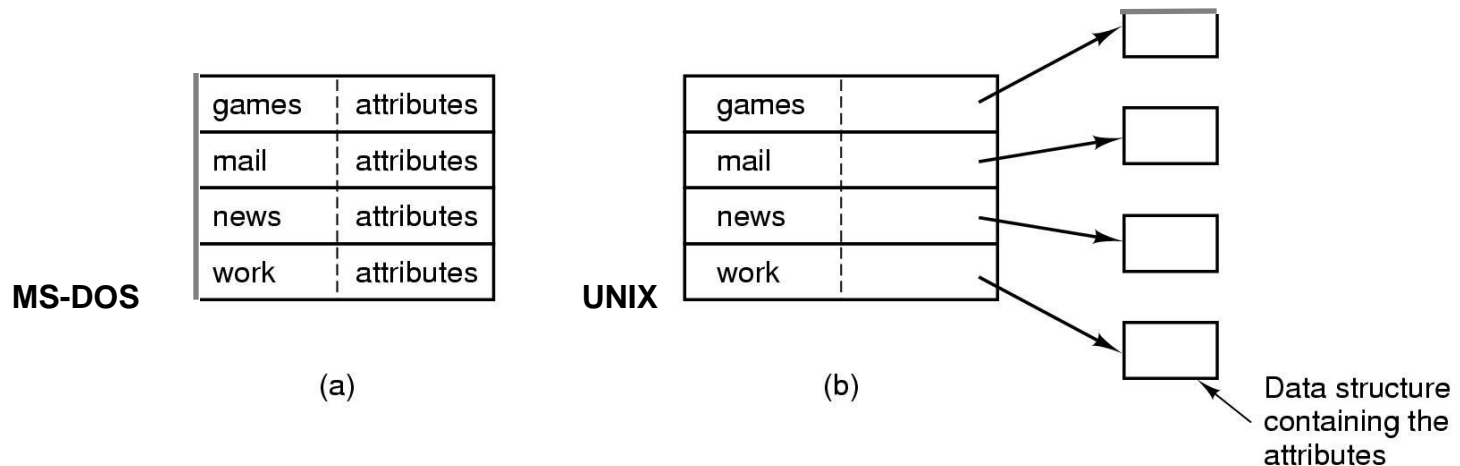 games attributes
mail attributes
news attributes
work attributes
MS-DOS
(a)
games
mail
news
work
UNIX
(b)
Data structure
containing the
attributes